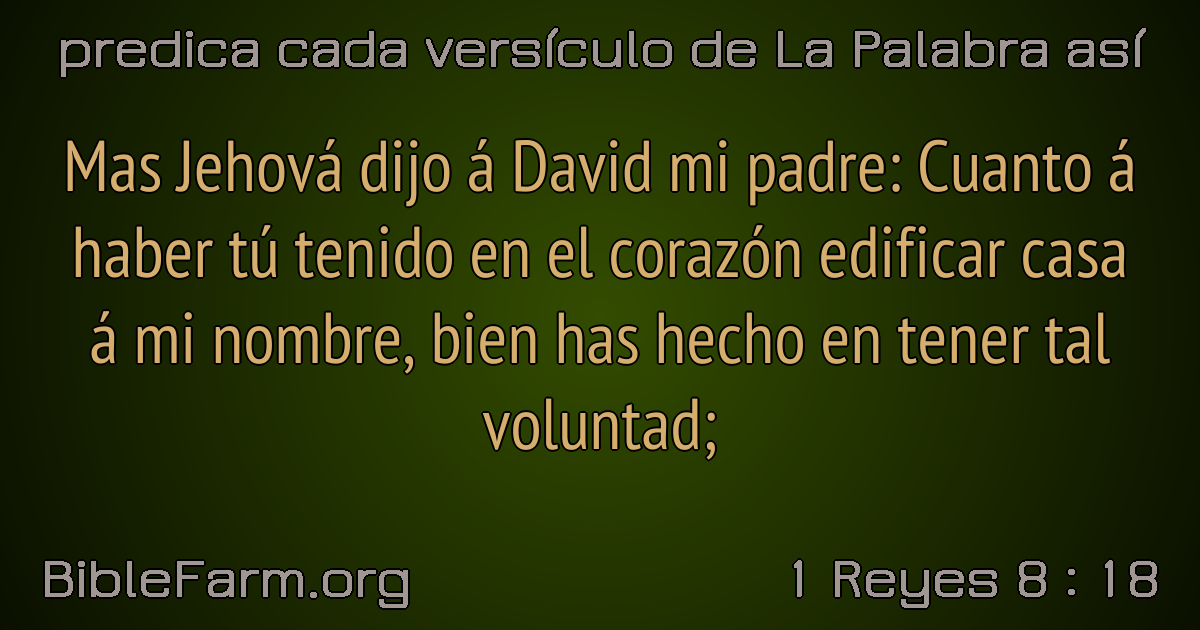 predica cada versículo de La Palabra así
Mas Jehová dijo á David mi padre: Cuanto á
haber tú tenido en el corazón edificar casa
á mi nombre, bien has hecho en tener tal
voluntad;
BibleFarm.org
1 Reyes 8 : 18